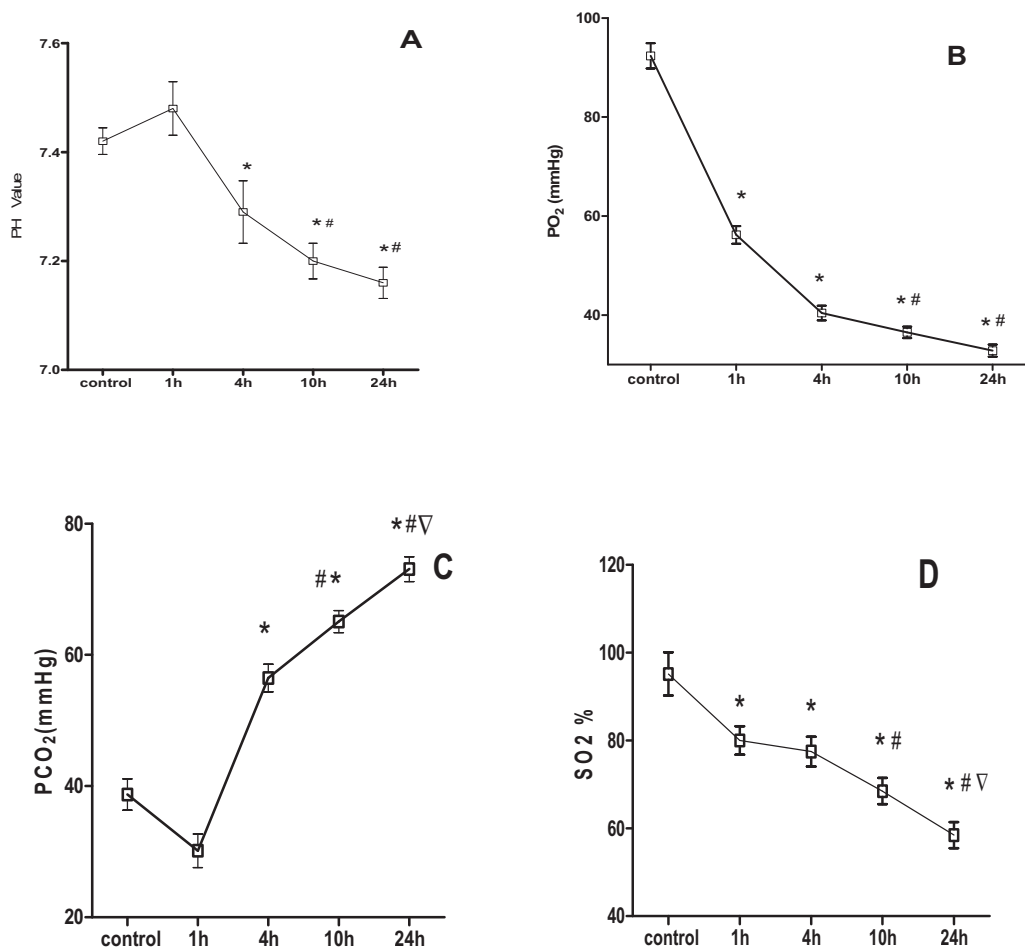 A
7.6
7.4
7.2
7.0
PH Value
*
* #
* #
control 1h 4h 10h 24h
B
100
80
60
40
PO2 (mmHg)
*
*
* #
* #
control 1h 4h 10h 24h
C
80
60
40
20
PCO2(mmHg)
*
# *
* # ∇
control 1h 4h 10h 24h
D
120
100
80
60
40
SO2 %
*
*
* #
* # ∇
control 1h 4h 10h 24h